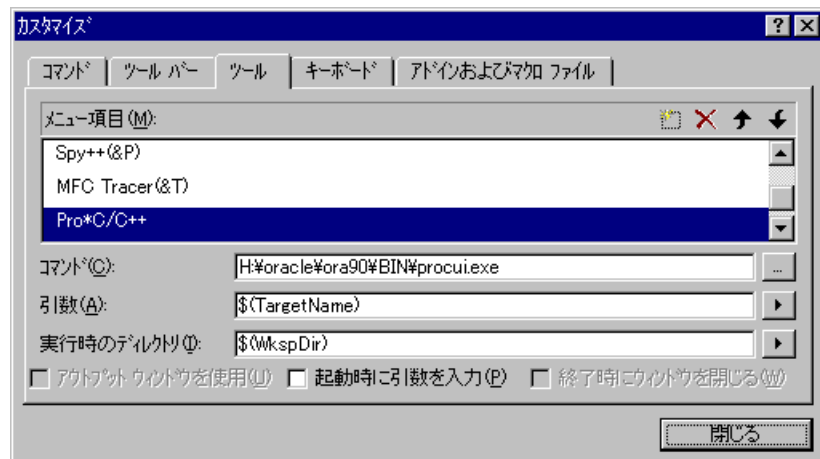 ｶｽﾀﾏｲｽﾞ
ｺﾏﾝﾄﾞ ﾂｰﾙ ﾊﾞｰ ﾂｰﾙ ｷｰﾎﾞｰﾄﾞ ｱﾄﾞｲﾝおよびﾏｸﾛ ﾌｧｲﾙ
ﾒﾆｭｰ項目(M):
Spy++(&P)
MFC Tracer(&T)
Pro*C/C++
ｺﾏﾝﾄﾞ(C): H:¥oracle¥ora90¥BIN¥procui.exe ...
引数(A): $(TargetName)
実行時のﾃﾞｨﾚｸﾄﾘ(I): $(WkspDir)
ｱｳﾄﾌﾟｯﾄ ｳｨﾝﾄﾞｳを使用(U) 起動時に引数を入力(P) 終了時にｳｨﾝﾄﾞｳを閉じる(W)
閉じる